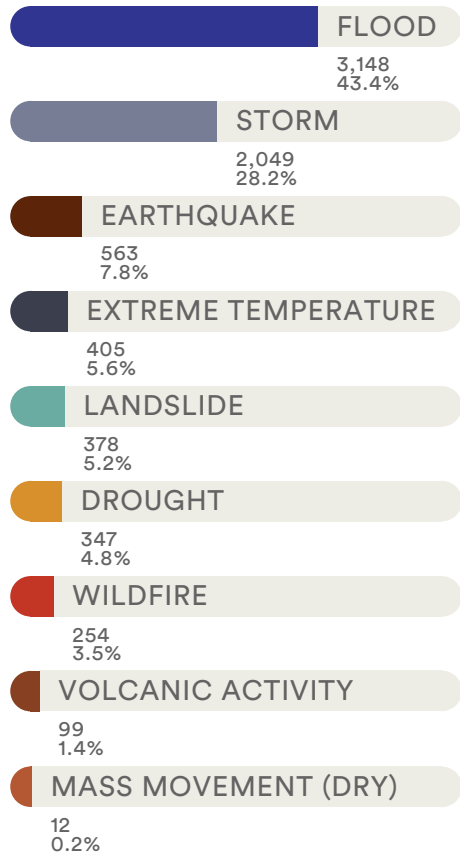 FLOOD
3,148
43.4%
STORM
2,049
28.2%
EARTHQUAKE
563
7.8%
EXTREME TEMPERATURE
405
5.6%
LANDSLIDE
378
5.2%
DROUGHT
347
4.8%
WILDFIRE
254
3.5%
VOLCANIC ACTIVITY
99
1.4%
MASS MOVEMENT (DRY)
12
0.2%